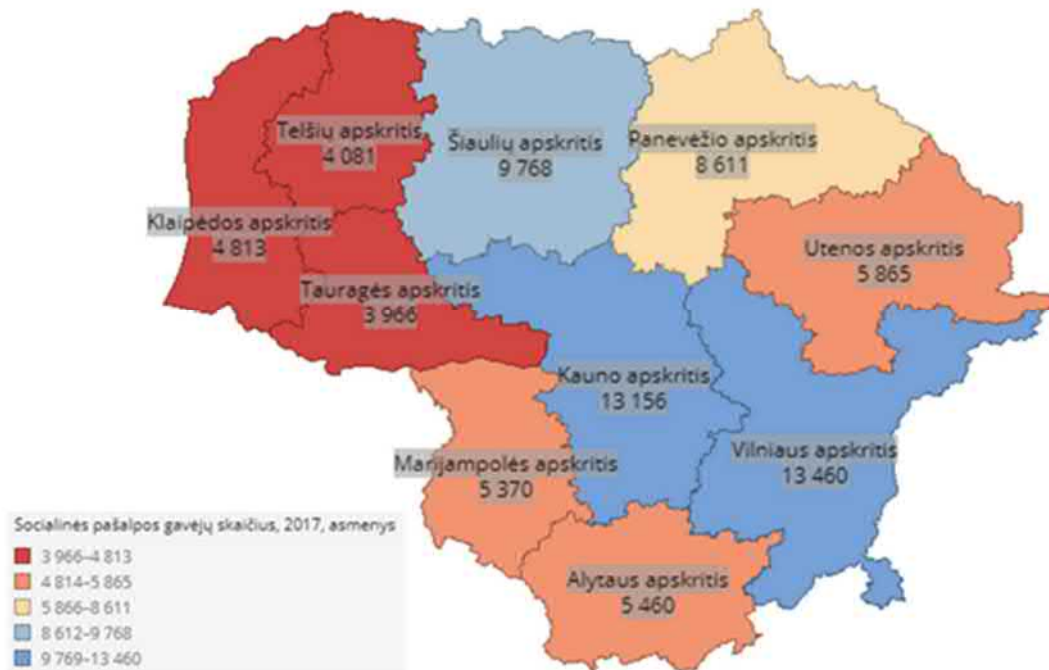 Telšių apskritis
4 081
Šiaulių apskritis
9 768
Panevėžio apskritis
8 611
Klaipėdos apskritis
4 813
Utenos apskritis
5 865
Tauragės apskritis
3 966
Kauno apskritis
13 156
Vilniaus apskritis
13 460
Marijampolės apskritis
5 370
Alytaus apskritis
5 460
Socialinės pašalpos gavėjų skaičius, 2017, asmenys
3 966–4 813
4 814–5 865
5 866–8 611
8 612–9 768
9 769–13 460